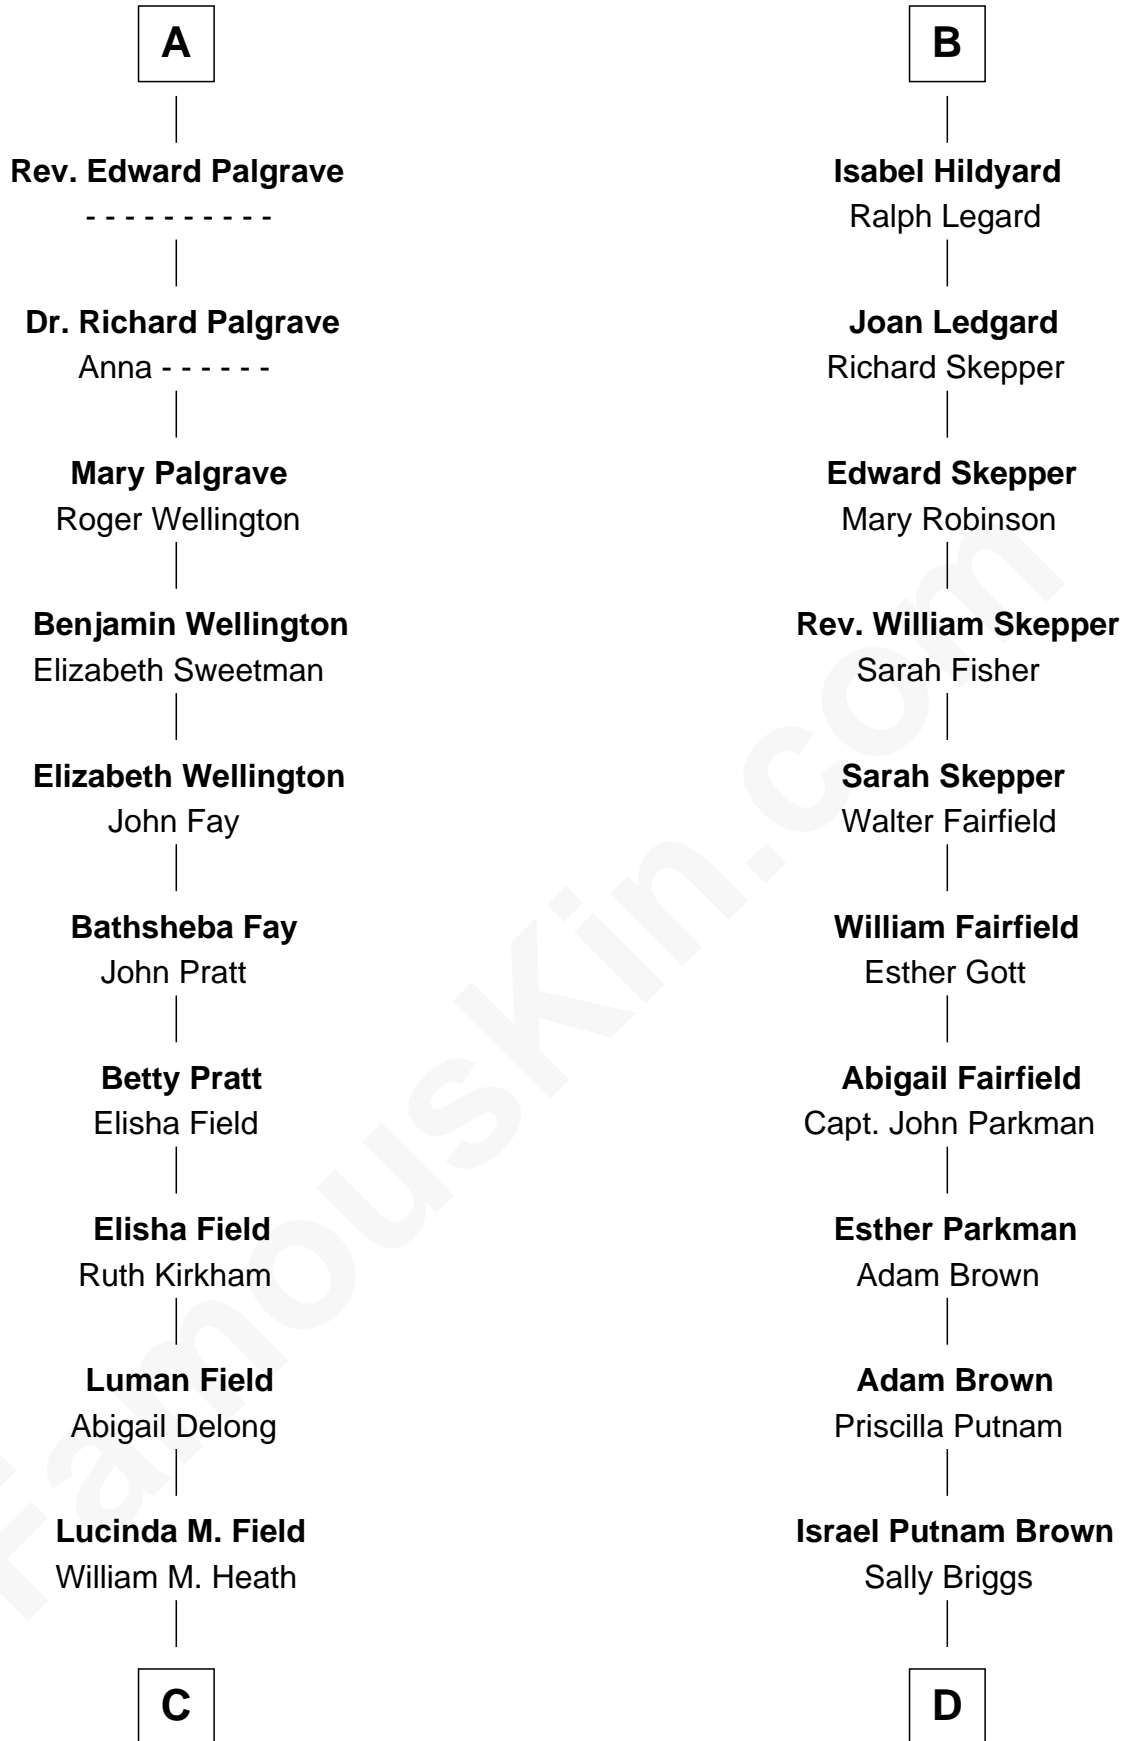 A
Rev. Edward Palgrave
- - - - - - - - - -
Dr. Richard Palgrave
Anna - - - - - -
Mary Palgrave
Roger Wellington
Benjamin Wellington
Elizabeth Sweetman
Elizabeth Wellington
John Fay
Bathsheba Fay
John Pratt
Betty Pratt
Elisha Field
Elisha Field
Ruth Kirkham
Luman Field
Abigail Delong
Lucinda M. Field
William M. Heath
C
B
Isabel Hildyard
Ralph Legard
Joan Ledgard
Richard Skepper
Edward Skepper
Mary Robinson
Rev. William Skepper
Sarah Fisher
Sarah Skepper
Walter Fairfield
William Fairfield
Esther Gott
Abigail Fairfield
Capt. John Parkman
Esther Parkman
Adam Brown
Adam Brown
Priscilla Putnam
Israel Putnam Brown
Sally Briggs
D
FamousKin.com